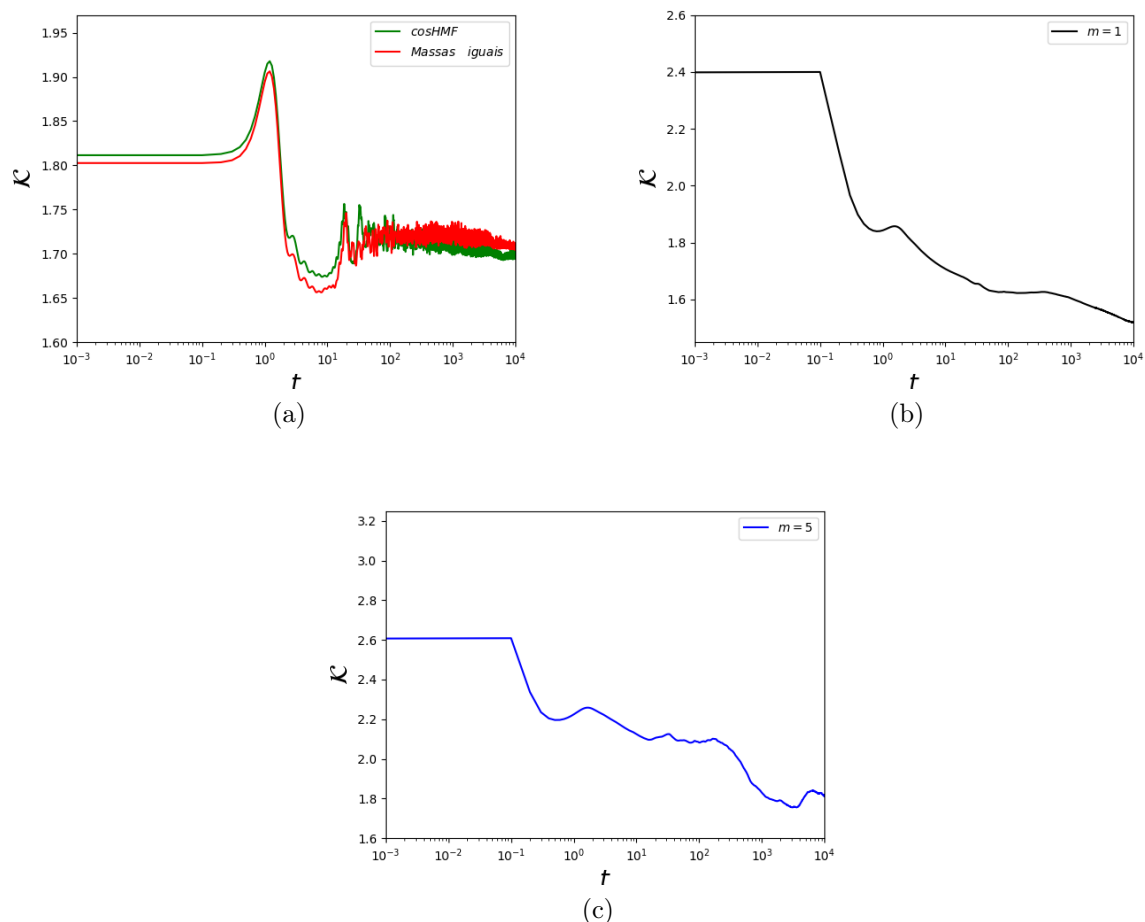 1.95
1.90
1.85
1.80
1.75
1.70
1.65
1.60
𝒦
cosHMF
Massas iguais
10⁻³ 10⁻² 10⁻¹ 10⁰ 10¹ 10² 10³ 10⁴
t
(a)
2.6
2.4
2.2
2.0
1.8
1.6
𝒦
m = 1
10⁻³ 10⁻² 10⁻¹ 10⁰ 10¹ 10² 10³ 10⁴
t
(b)
3.2
3.0
2.8
2.6
2.4
2.2
2.0
1.8
1.6
𝒦
m = 5
10⁻³ 10⁻² 10⁻¹ 10⁰ 10¹ 10² 10³ 10⁴
t
(c)